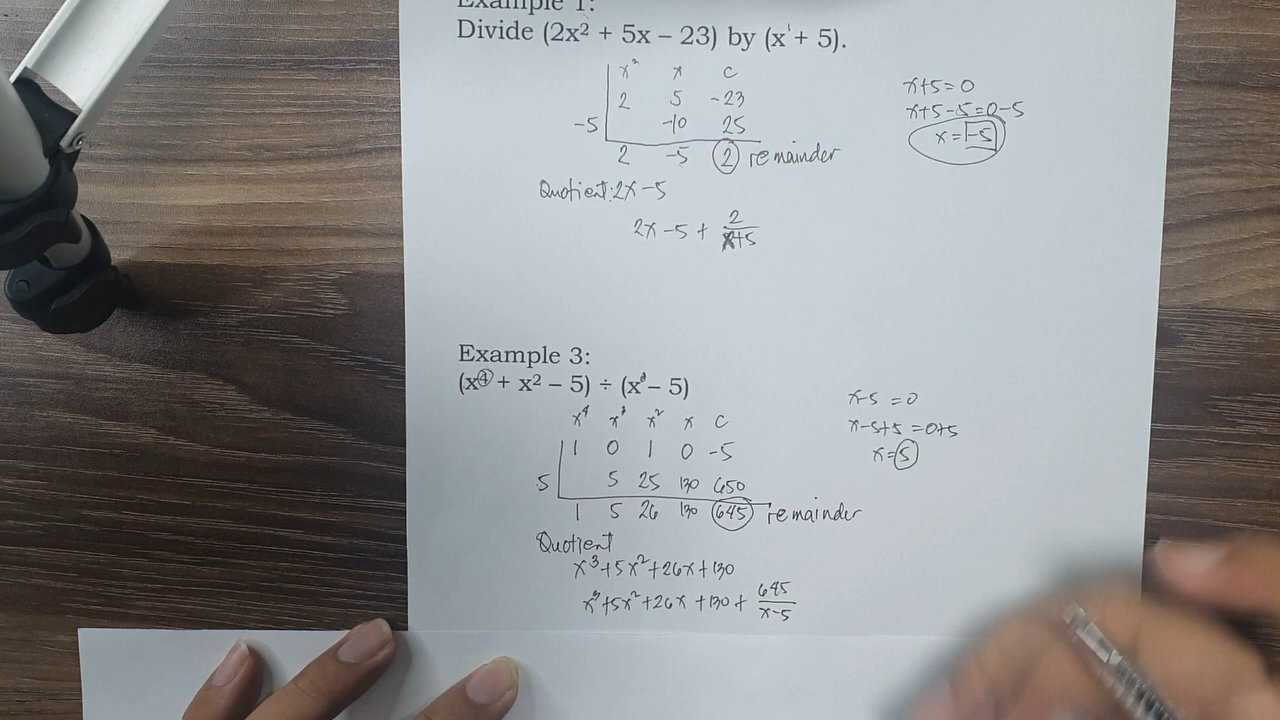 Example 1:
Divide (2x² + 5x – 23) by (x¹ + 5).
x² x c
2 5 -23
-5 -10 25
2 -5 2 remainder
Quotient: 2x -5
2x -5 + 2/x+5
x+5=0
x+5-5=0-5
x=-5
Example 3:
(x⁴ + x² – 5) ÷ (x – 5)
x⁴ x³ x² x c
1 0 1 0 -5
5 5 25 130 650
1 5 26 130 645 remainder
Quotient
x³+5x²+26x+130
x³+5x²+26x+130+ 645/x-5
x-5 =0
x-5+5 =0+5
x=5